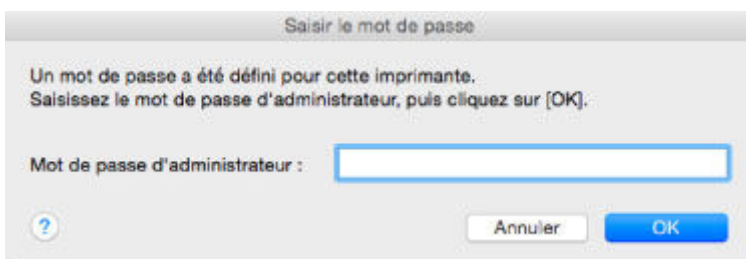 Saisir le mot de passe
Un mot de passe a été défini pour cette imprimante.
Saisissez le mot de passe d'administrateur, puis cliquez sur [OK].
Mot de passe d'administrateur :
?
Annuler
OK